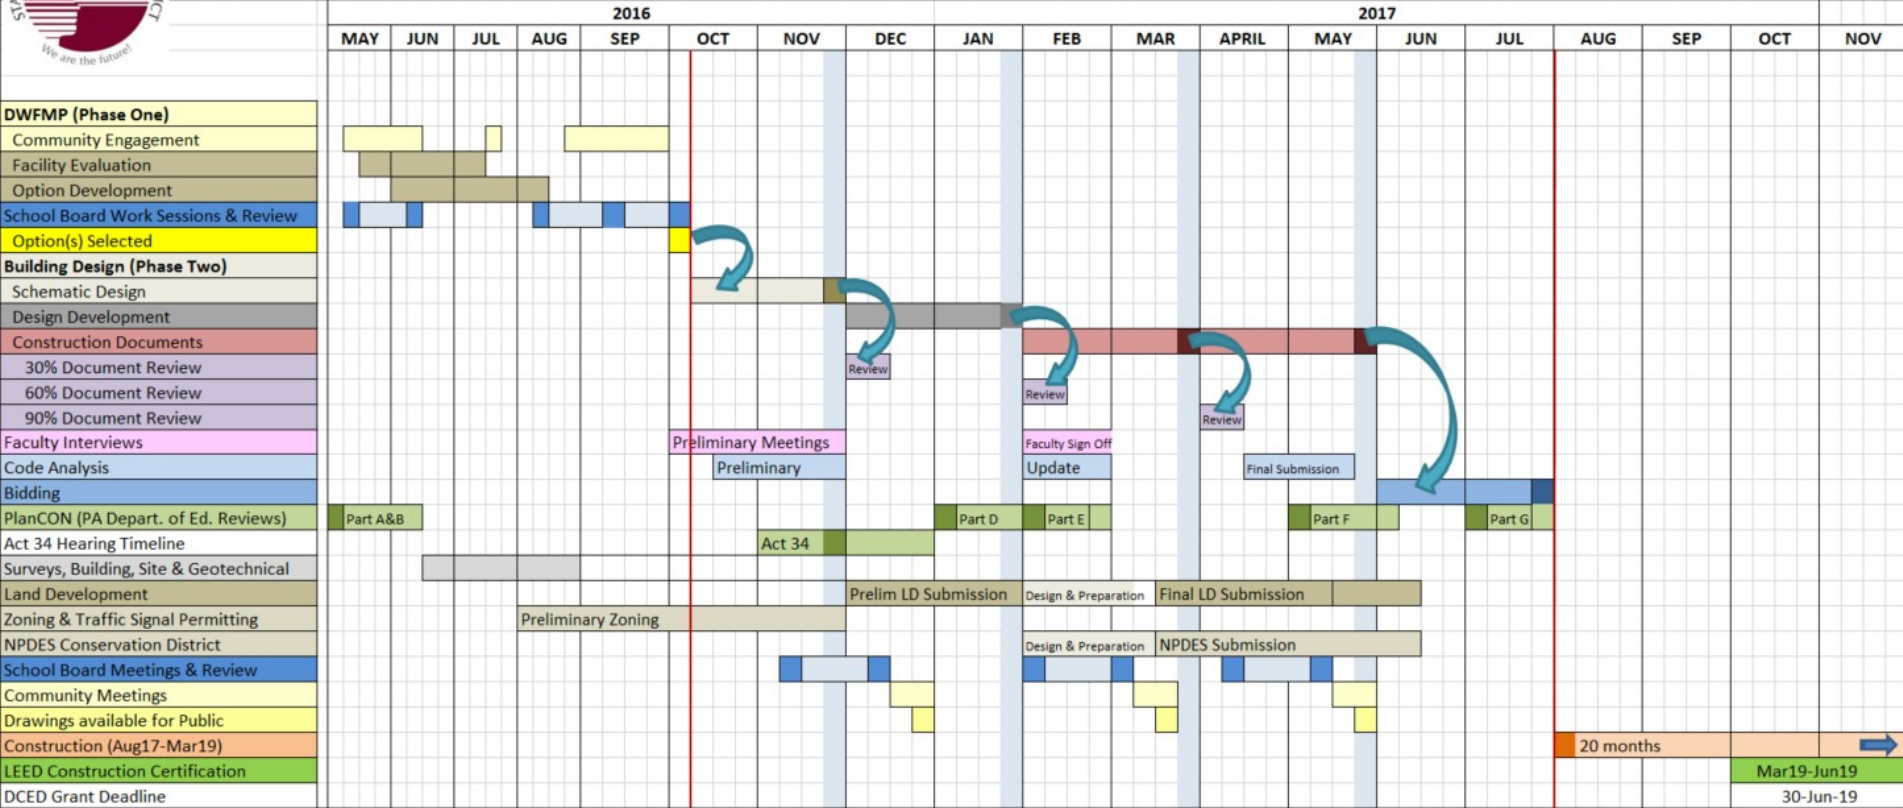 2016 2017
MAY JUN JUL AUG SEP OCT NOV DEC JAN FEB MAR APRIL MAY JUN JUL AUG SEP OCT NOV
We are the future!
DWFMP (Phase One)
Community Engagement
Facility Evaluation
Option Development
School Board Work Sessions & Review
Option(s) Selected
Building Design (Phase Two)
Schematic Design
Design Development
Construction Documents
30% Document Review Review
60% Document Review Review
90% Document Review Review
Faculty Interviews Preliminary Meetings Faculty Sign Off
Code Analysis Preliminary Update Final Submission
Bidding
PlanCON (PA Depart. of Ed. Reviews) Part A&B Part D Part E Part F Part G
Act 34 Hearing Timeline Act 34
Surveys, Building, Site & Geotechnical
Land Development Prelim LD Submission Design & Preparation Final LD Submission
Zoning & Traffic Signal Permitting Preliminary Zoning
NPDES Conservation District Design & Preparation NPDES Submission
School Board Meetings & Review
Community Meetings
Drawings available for Public
Construction (Aug17-Mar19) 20 months
LEED Construction Certification Mar19-Jun19
DCED Grant Deadline 30-Jun-19